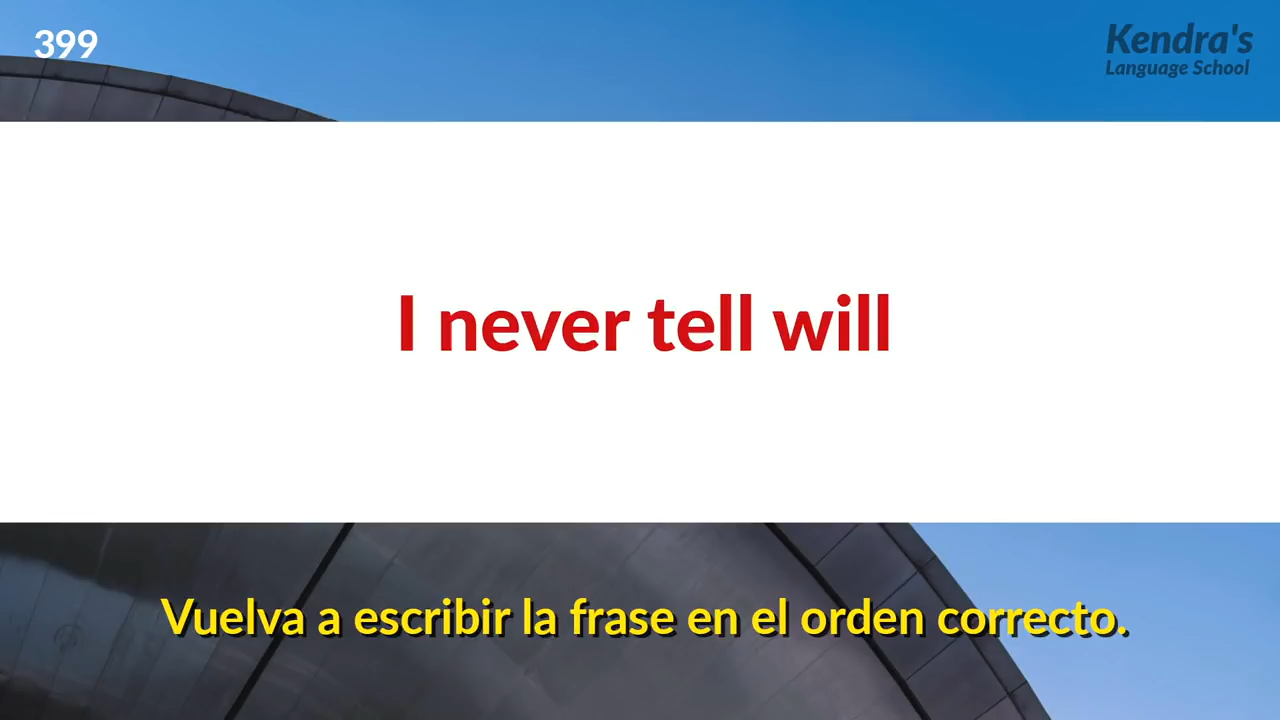 399
Kendra's
Language School
I never tell will
Vuelva a escribir la frase en el orden correcto.